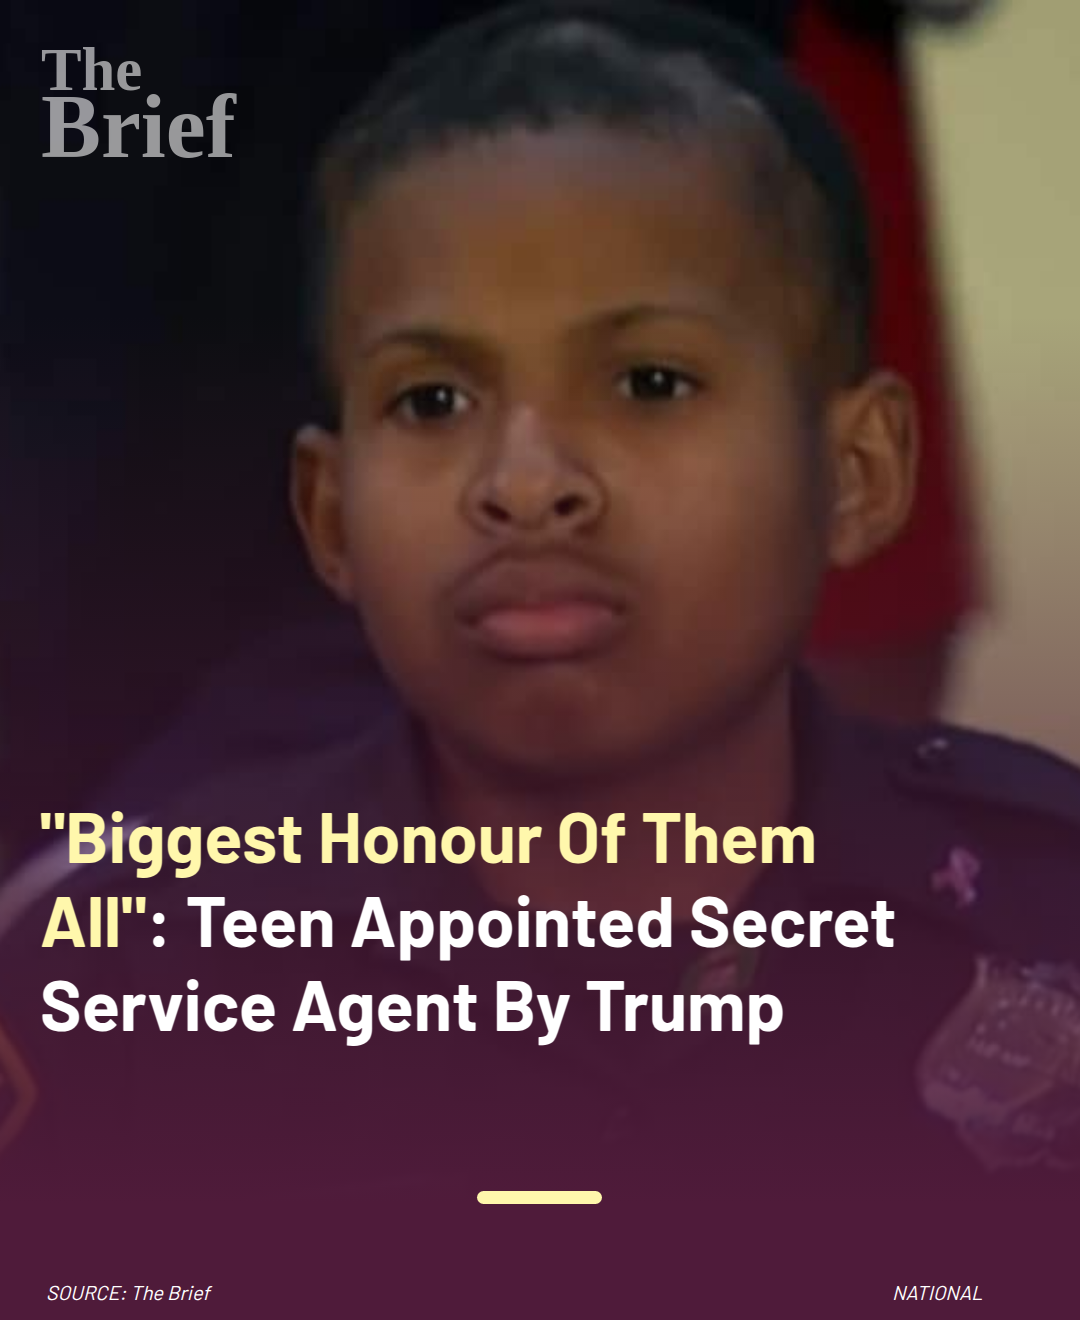 The
Brief
"Biggest Honour Of Them
All": Teen Appointed Secret
Service Agent By Trump
SOURCE: The Brief
NATIONAL